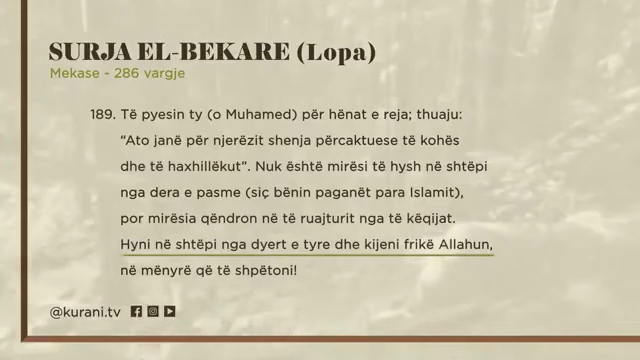 SURJA EL-BEKARE (Lopa)
Mekase - 286 vargje
189. Të pyesin ty (o Muhamed) për hënat e reja; thuaju:
“Ato janë për njerëzit shenja përcaktuese të kohës
dhe të haxhillëkut”. Nuk është mirësi të hysh në shtëpi
nga dera e pasme (siç bënin paganët para Islamit),
por mirësia qëndron në të ruajturit nga të këqijat.
Hyni në shtëpi nga dyert e tyre dhe kijeni frikë Allahun,
në mënyrë që të shpëtoni!
@kurani.tv